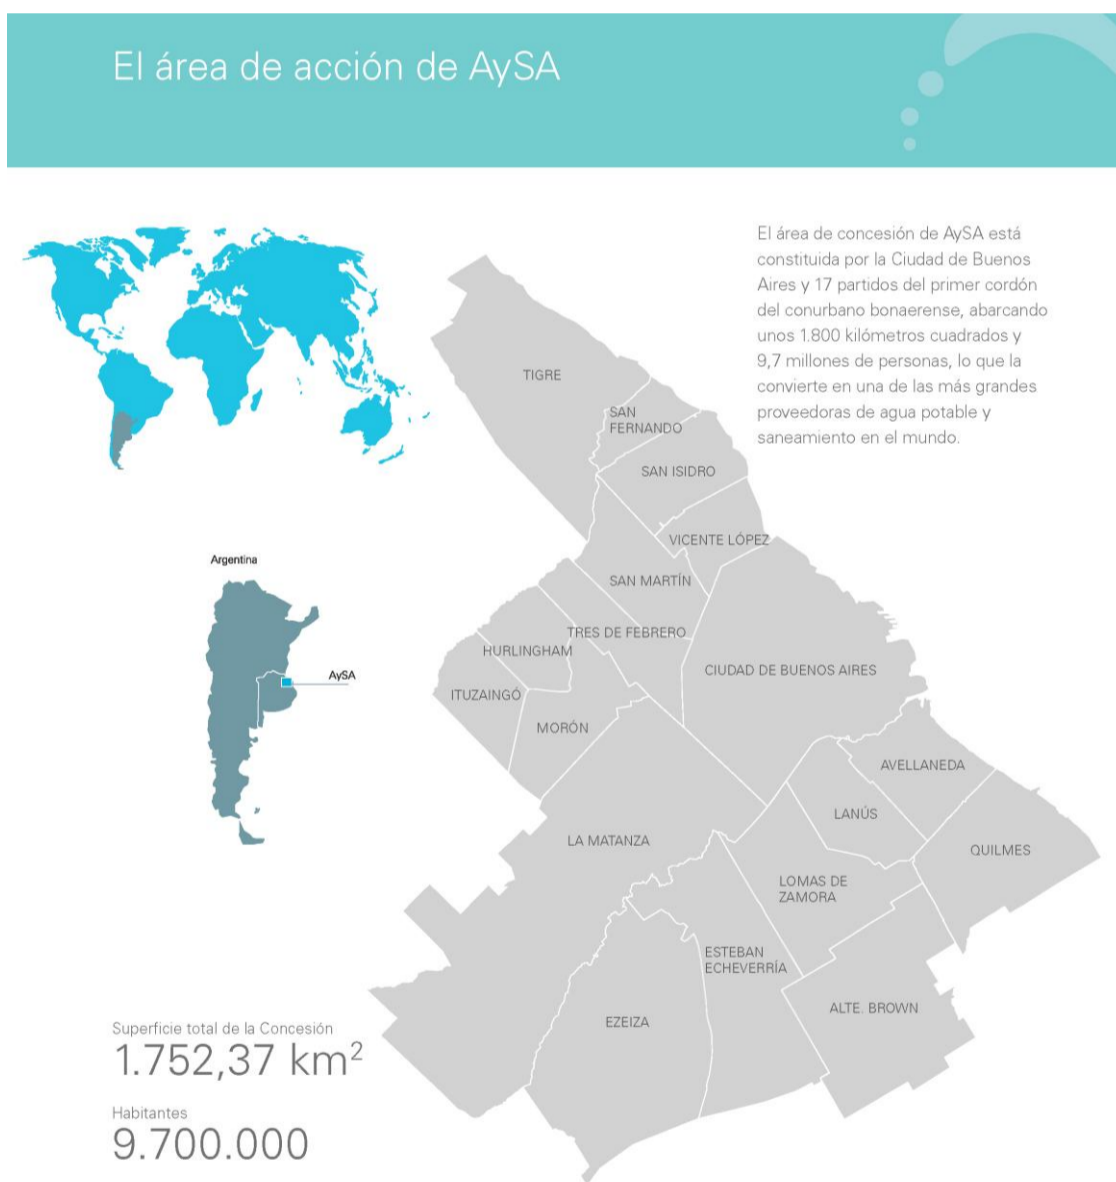 El área de acción de AySA
El área de concesión de AySA está
constituida por la Ciudad de Buenos
Aires y 17 partidos del primer cordón
del conurbano bonaerense, abarcando
unos 1.800 kilómetros cuadrados y
9,7 millones de personas, lo que la
convierte en una de las más grandes
proveedoras de agua potable y
saneamiento en el mundo.
TIGRE
SAN
FERNANDO
SAN ISIDRO
VICENTE LÓPEZ
SAN MARTÍN
TRES DE FEBRERO
HURLINGHAM
ITUZAINGÓ
MORÓN
CIUDAD DE BUENOS AIRES
AVELLANEDA
LANÚS
QUILMES
LA MATANZA
LOMAS DE
ZAMORA
ESTEBAN
ECHEVERRÍA
EZEIZA
ALTE. BROWN
Argentina
AySA
Superficie total de la Concesión
1.752,37 km²
Habitantes
9.700.000